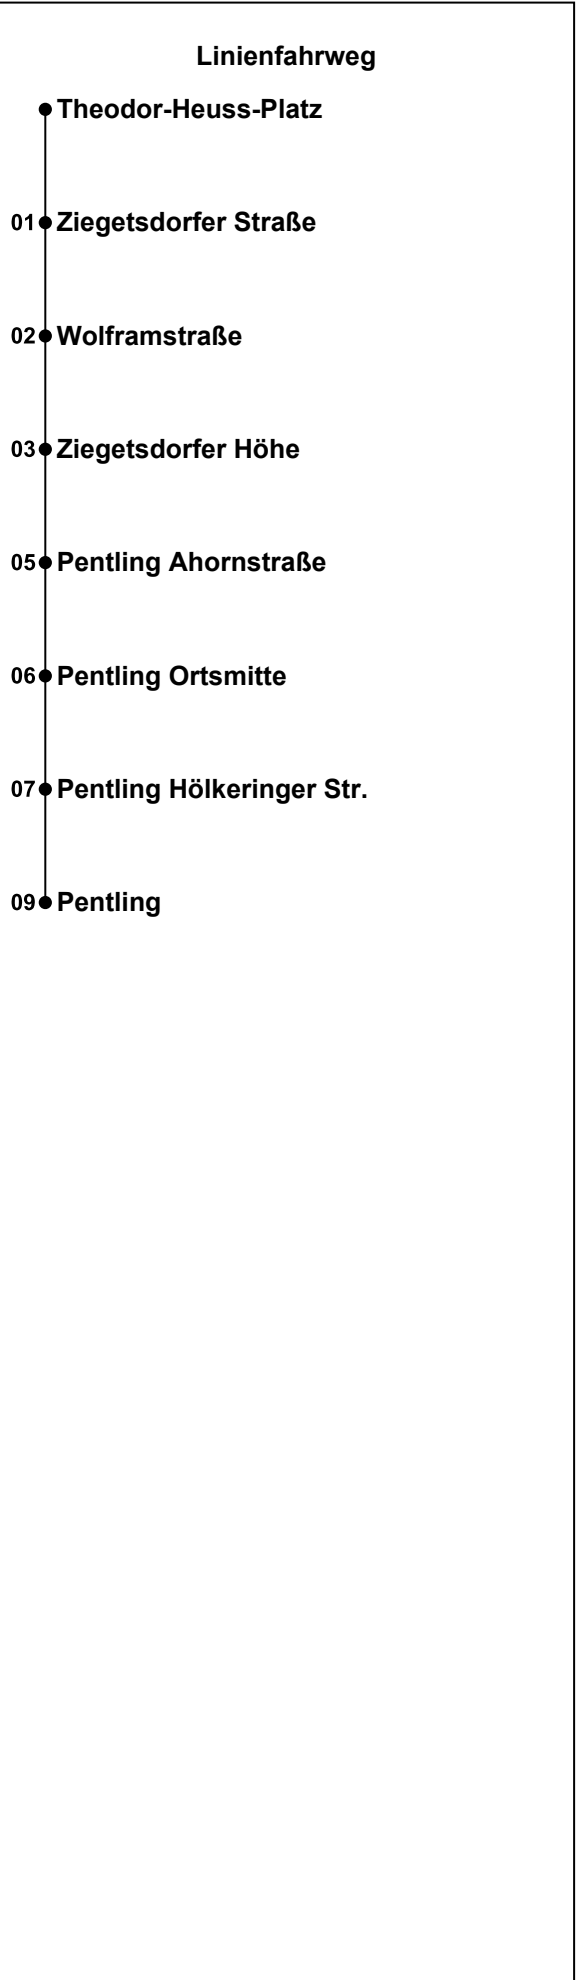 Linienfahrweg
Theodor-Heuss-Platz
01 Ziegetsdorfer Straße
02 Wolframstraße
03 Ziegetsdorfer Höhe
05 Pentling Ahornstraße
06 Pentling Ortsmitte
07 Pentling Hölkeringer Str.
09 Pentling